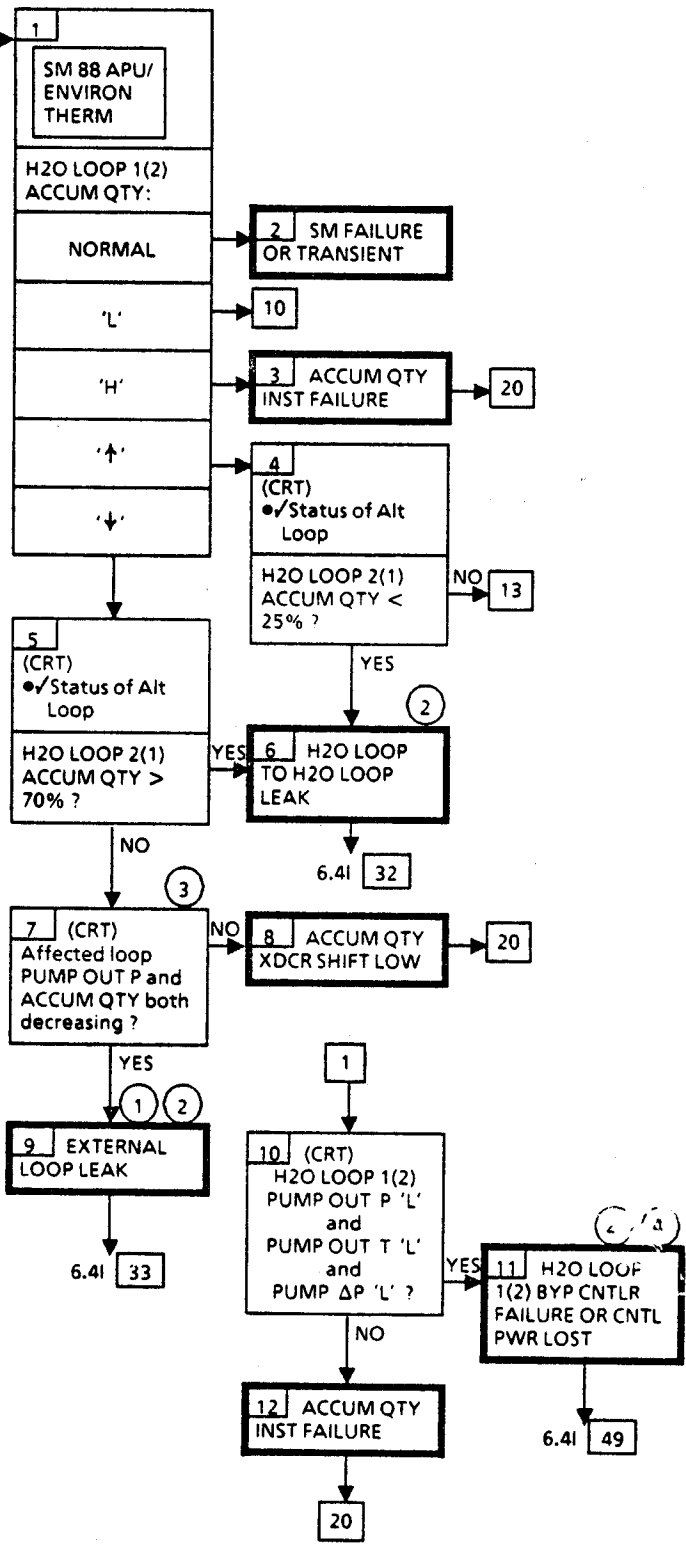 1
SM 88 APU/
ENVIRON
THERM
H2O LOOP 1(2)
ACCUM QTY:
NORMAL
'L'
'H'
'↑'
'↓'
2 SM FAILURE
OR TRANSIENT
10
3 ACCUM QTY
INST FAILURE
20
4
(CRT)
●✓Status of Alt
Loop
H2O LOOP 2(1)
ACCUM QTY <
25% ?
NO
13
YES
5
(CRT)
●✓Status of Alt
Loop
H2O LOOP 2(1)
ACCUM QTY >
70% ?
YES
2
6 H2O LOOP
TO H2O LOOP
LEAK
6.4I 32
NO
3
7 (CRT)
Affected loop
PUMP OUT P and
ACCUM QTY both
decreasing ?
NO
8 ACCUM QTY
XDCR SHIFT LOW
20
YES
1 2
9 EXTERNAL
LOOP LEAK
6.4I 33
1
10 (CRT)
H2O LOOP 1(2)
PUMP OUT P 'L'
and
PUMP OUT T 'L'
and
PUMP ΔP 'L' ?
YES
11 H2O LOOP
1(2) BYP CNTLR
FAILURE OR CNTL
PWR LOST
6.4I 49
NO
12 ACCUM QTY
INST FAILURE
20